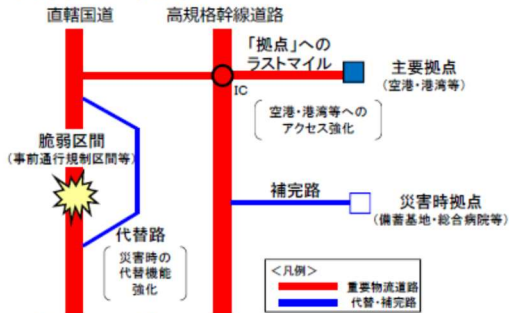 直轄国道
高規格幹線道路
「拠点」への
ラストマイル
主要拠点
(空港・港湾等)
IC
空港・港湾等への
アクセス強化
脆弱区間
(事前通行規制区間等)
補完路
災害時拠点
(備蓄基地・総合病院等)
代替路
災害時の
代替機能
強化
<凡例>
重要物流道路
代替・補完路